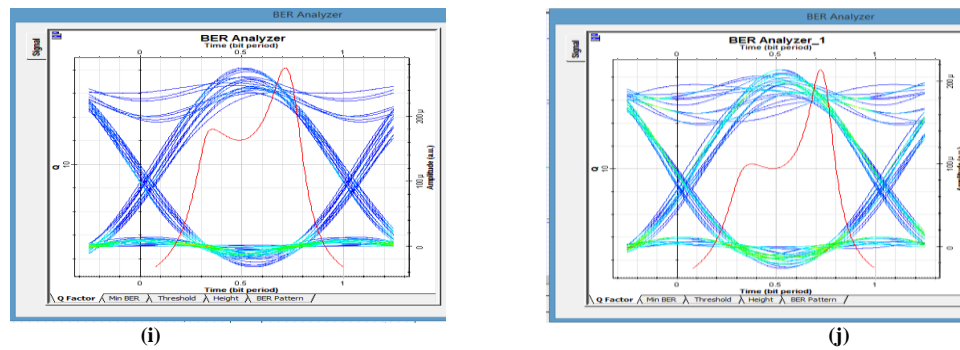 BER Analyzer
Signal
BER Analyzer
Time (bit period)
0 0.5 1
Q
10
Amplitude (a.u.)
200 µ
100 µ
0
0 0.5 1
Time (bit period)
Q Factor Min BER Threshold Height BER Pattern
(i)
BER Analyzer
Signal
BER Analyzer_1
Time (bit period)
0 0.5 1
Q
10
Amplitude (a.u.)
200 µ
100 µ
0
0 0.5 1
Time (bit period)
Q Factor Min BER Threshold Height BER Pattern
(j)